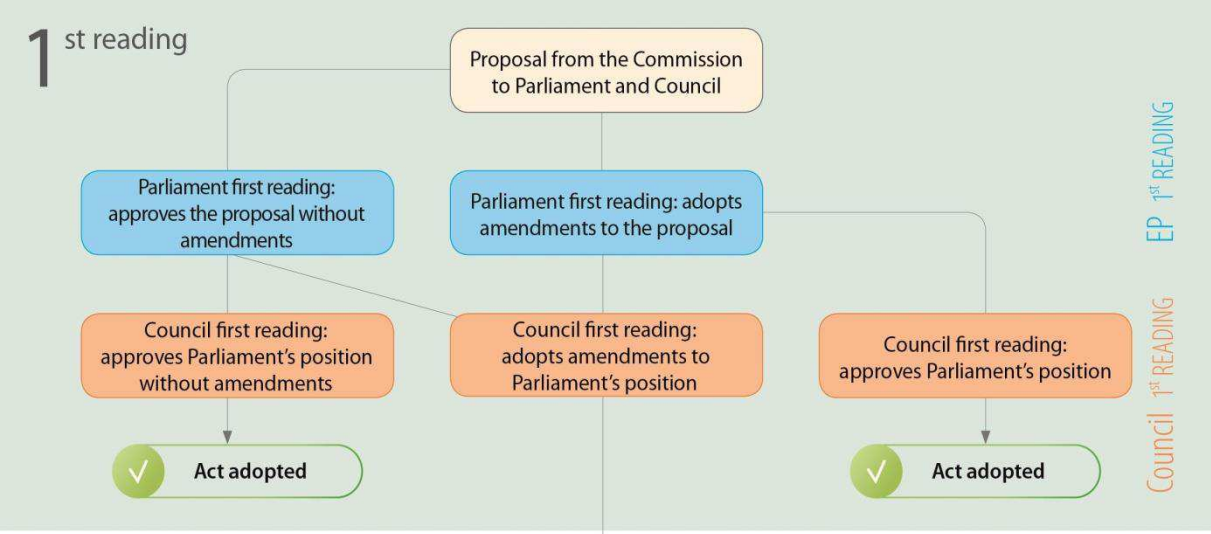 1st reading
Proposal from the Commission
to Parliament and Council
Parliament first reading:
approves the proposal without
amendments
Parliament first reading: adopts
amendments to the proposal
EP 1st READING
Council first reading:
approves Parliament’s position
without amendments
Council first reading:
adopts amendments to
Parliament’s position
Council first reading:
approves Parliament’s position
Council 1st READING
Act adopted
Act adopted